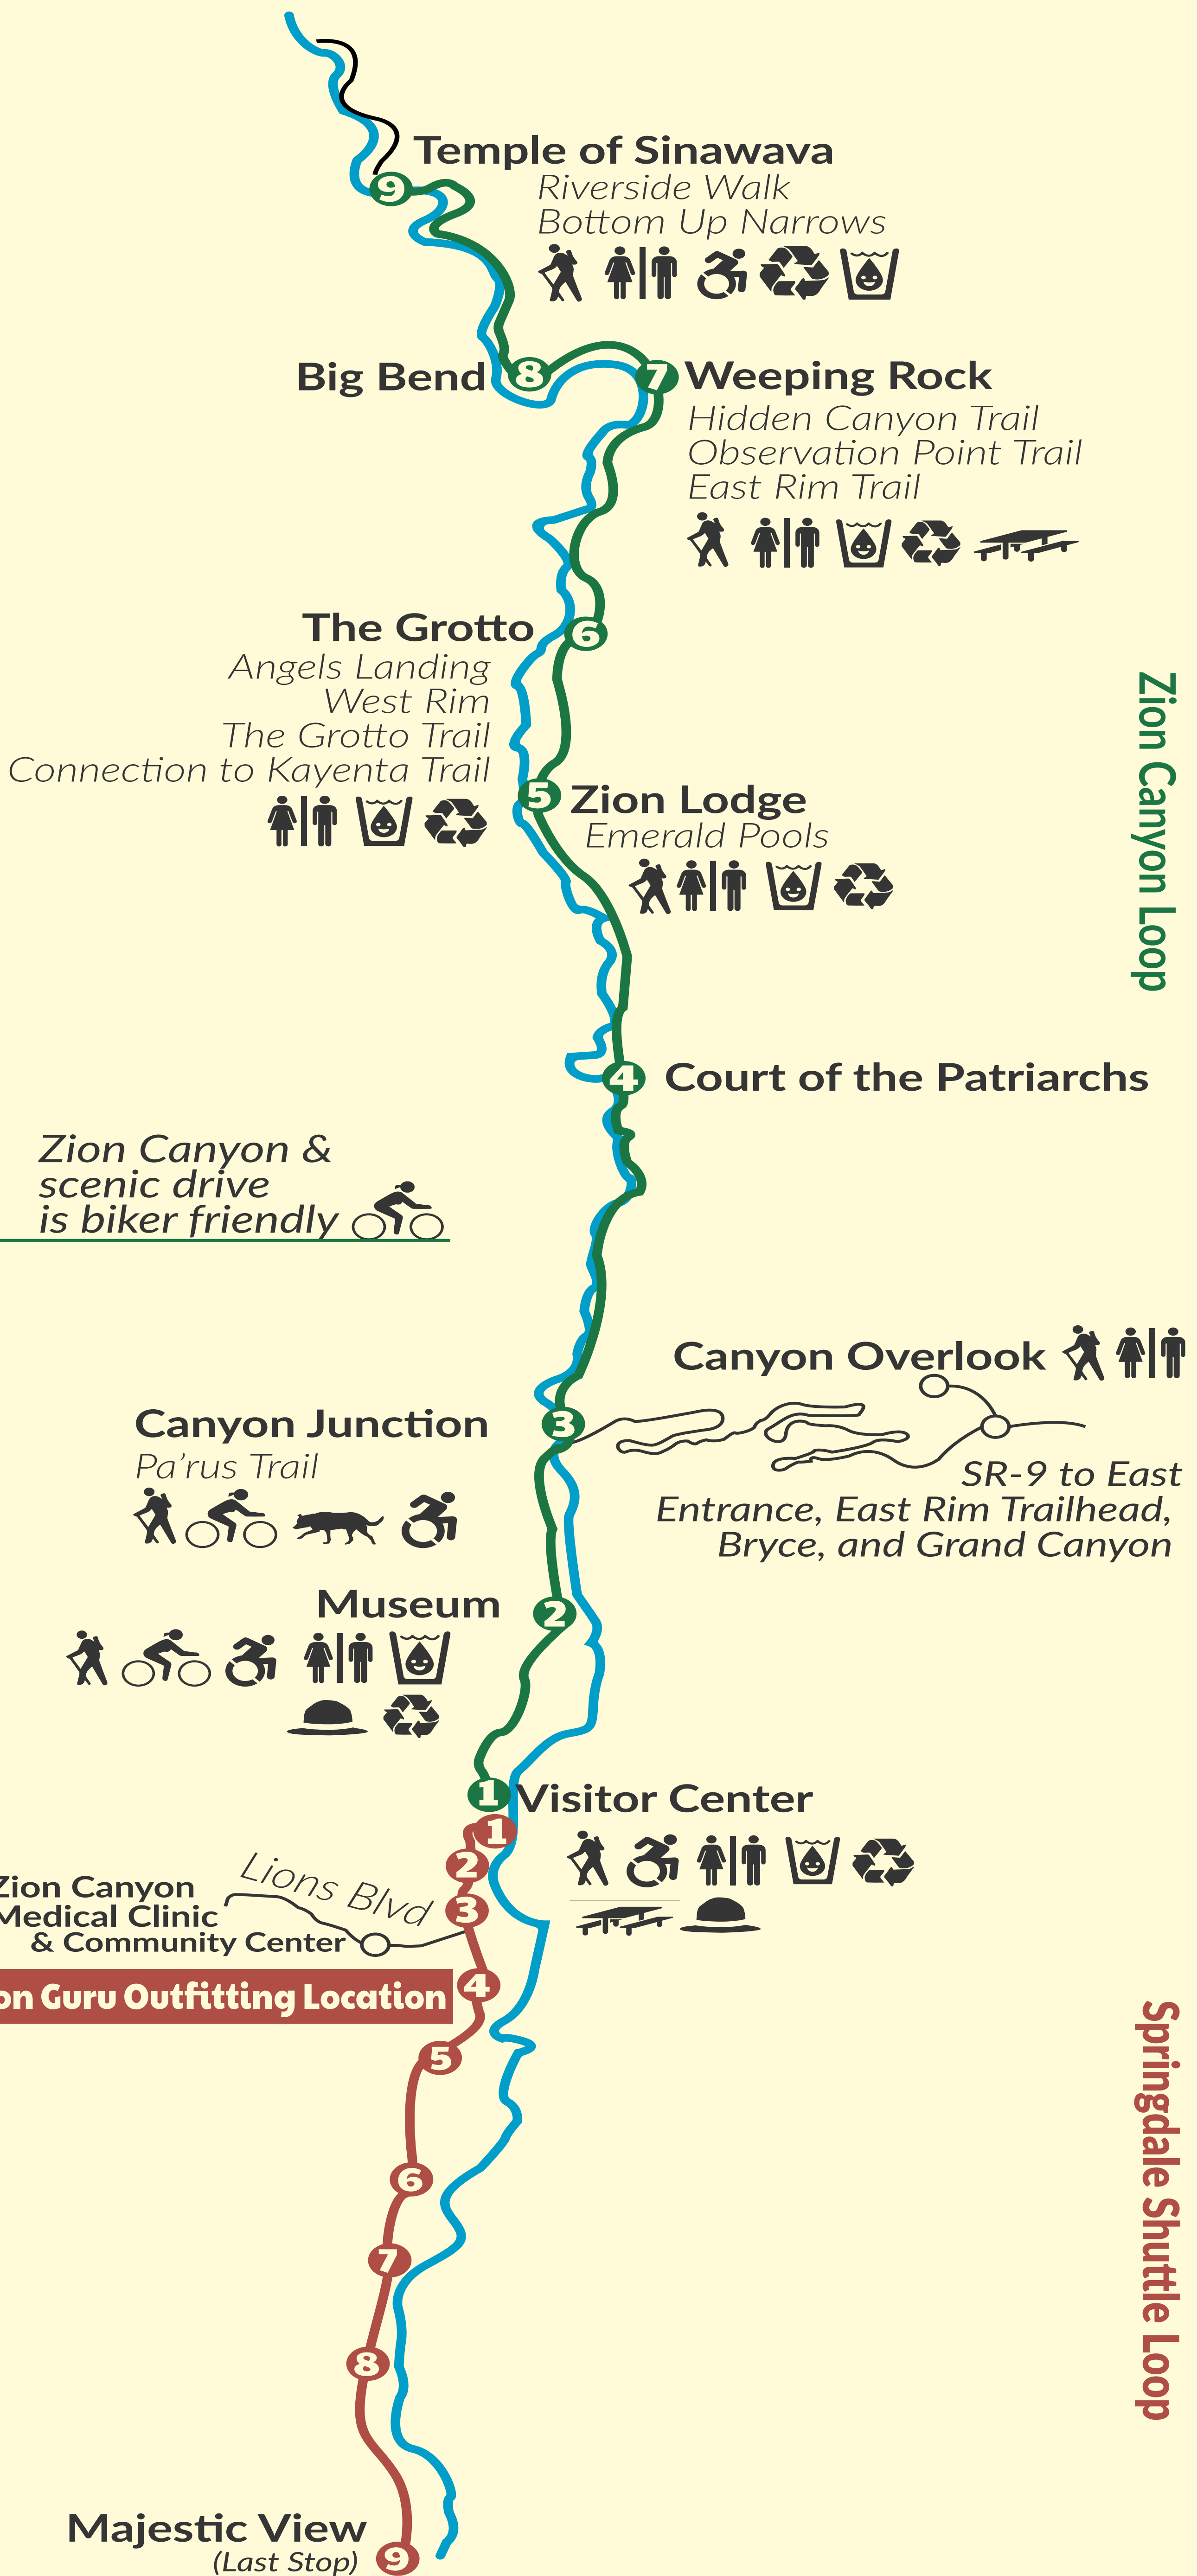 Temple of Sinawava
9
Riverside Walk
Bottom Up Narrows
Big Bend
8
7
Weeping Rock
Hidden Canyon Trail
Observation Point Trail
East Rim Trail
The Grotto
6
Angels Landing
West Rim
The Grotto Trail
Connection to Kayenta Trail
Zion Canyon Loop
5
Zion Lodge
Emerald Pools
4
Court of the Patriarchs
Zion Canyon &
scenic drive
is biker friendly
Canyon Overlook
Canyon Junction
3
Pa'rus Trail
SR-9 to East
Entrance, East Rim Trailhead,
Bryce, and Grand Canyon
Museum
2
1
Visitor Center
1
2
Lions Blvd
Zion Canyon
Medical Clinic
& Community Center
3
on Guru Outfitting Location
4
Springdale Shuttle Loop
5
6
7
8
Majestic View
(Last Stop)
9